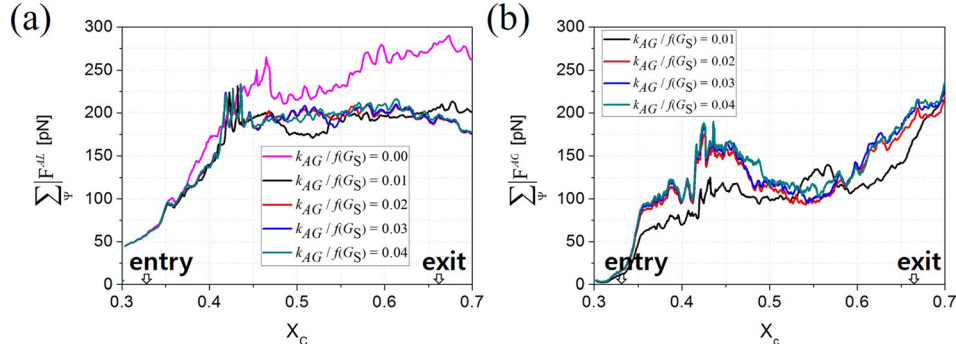 (a)
300
250
200
150
100
50
0
∑Ψ|F^AL| [pN]
k_AG / f(G_S) = 0.00
k_AG / f(G_S) = 0.01
k_AG / f(G_S) = 0.02
k_AG / f(G_S) = 0.03
k_AG / f(G_S) = 0.04
entry exit
0.3 0.4 0.5 0.6 0.7
X_C
(b)
300
250
200
150
100
50
0
∑Ψ|F^AG| [pN]
k_AG / f(G_S) = 0.01
k_AG / f(G_S) = 0.02
k_AG / f(G_S) = 0.03
k_AG / f(G_S) = 0.04
entry exit
0.3 0.4 0.5 0.6 0.7
X_c